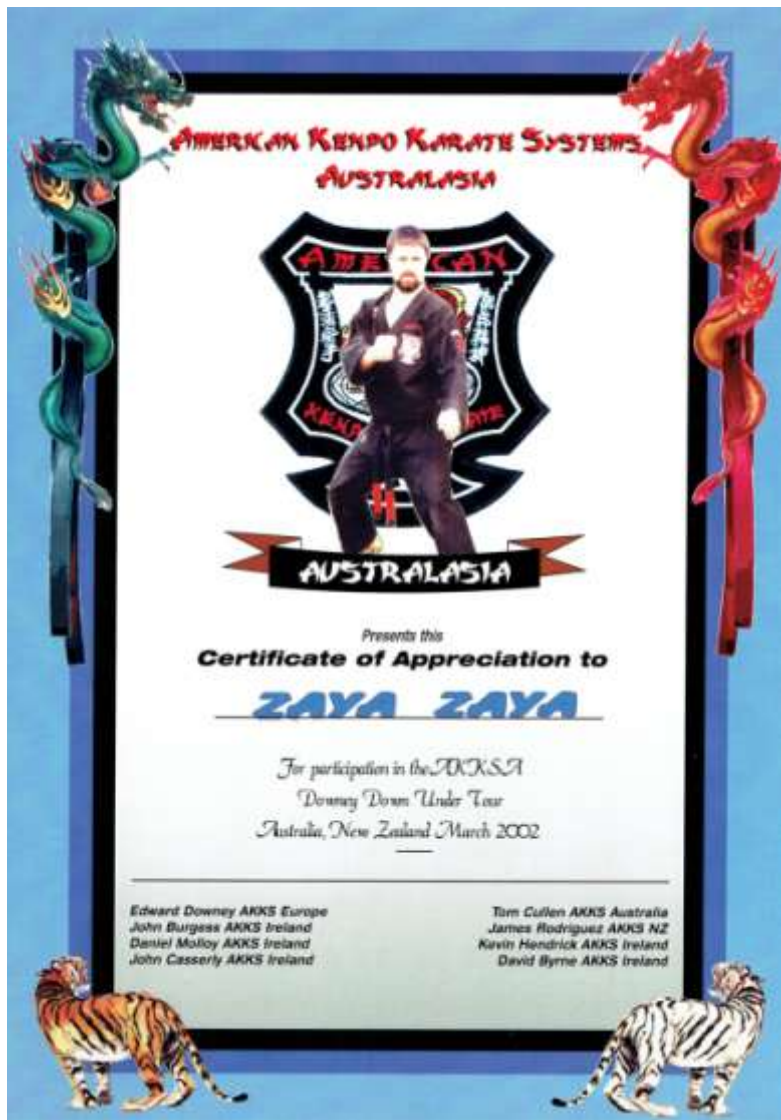 AMERICAN KENPO KARATE SYSTEMS
AUSTRALASIA
AMERICAN
AUSTRALASIA
Presents this
Certificate of Appreciation to
ZAYA ZAYA
For participation in the AKKSA
Downey Down Under Tour
Australia, New Zealand March 2002
Edward Downey AKKS Europe
John Burgess AKKS Ireland
Daniel Molloy AKKS Ireland
John Casserly AKKS Ireland
Tom Cullen AKKS Australia
James Rodriguez AKKS NZ
Kevin Hendrick AKKS Ireland
David Byrne AKKS Ireland